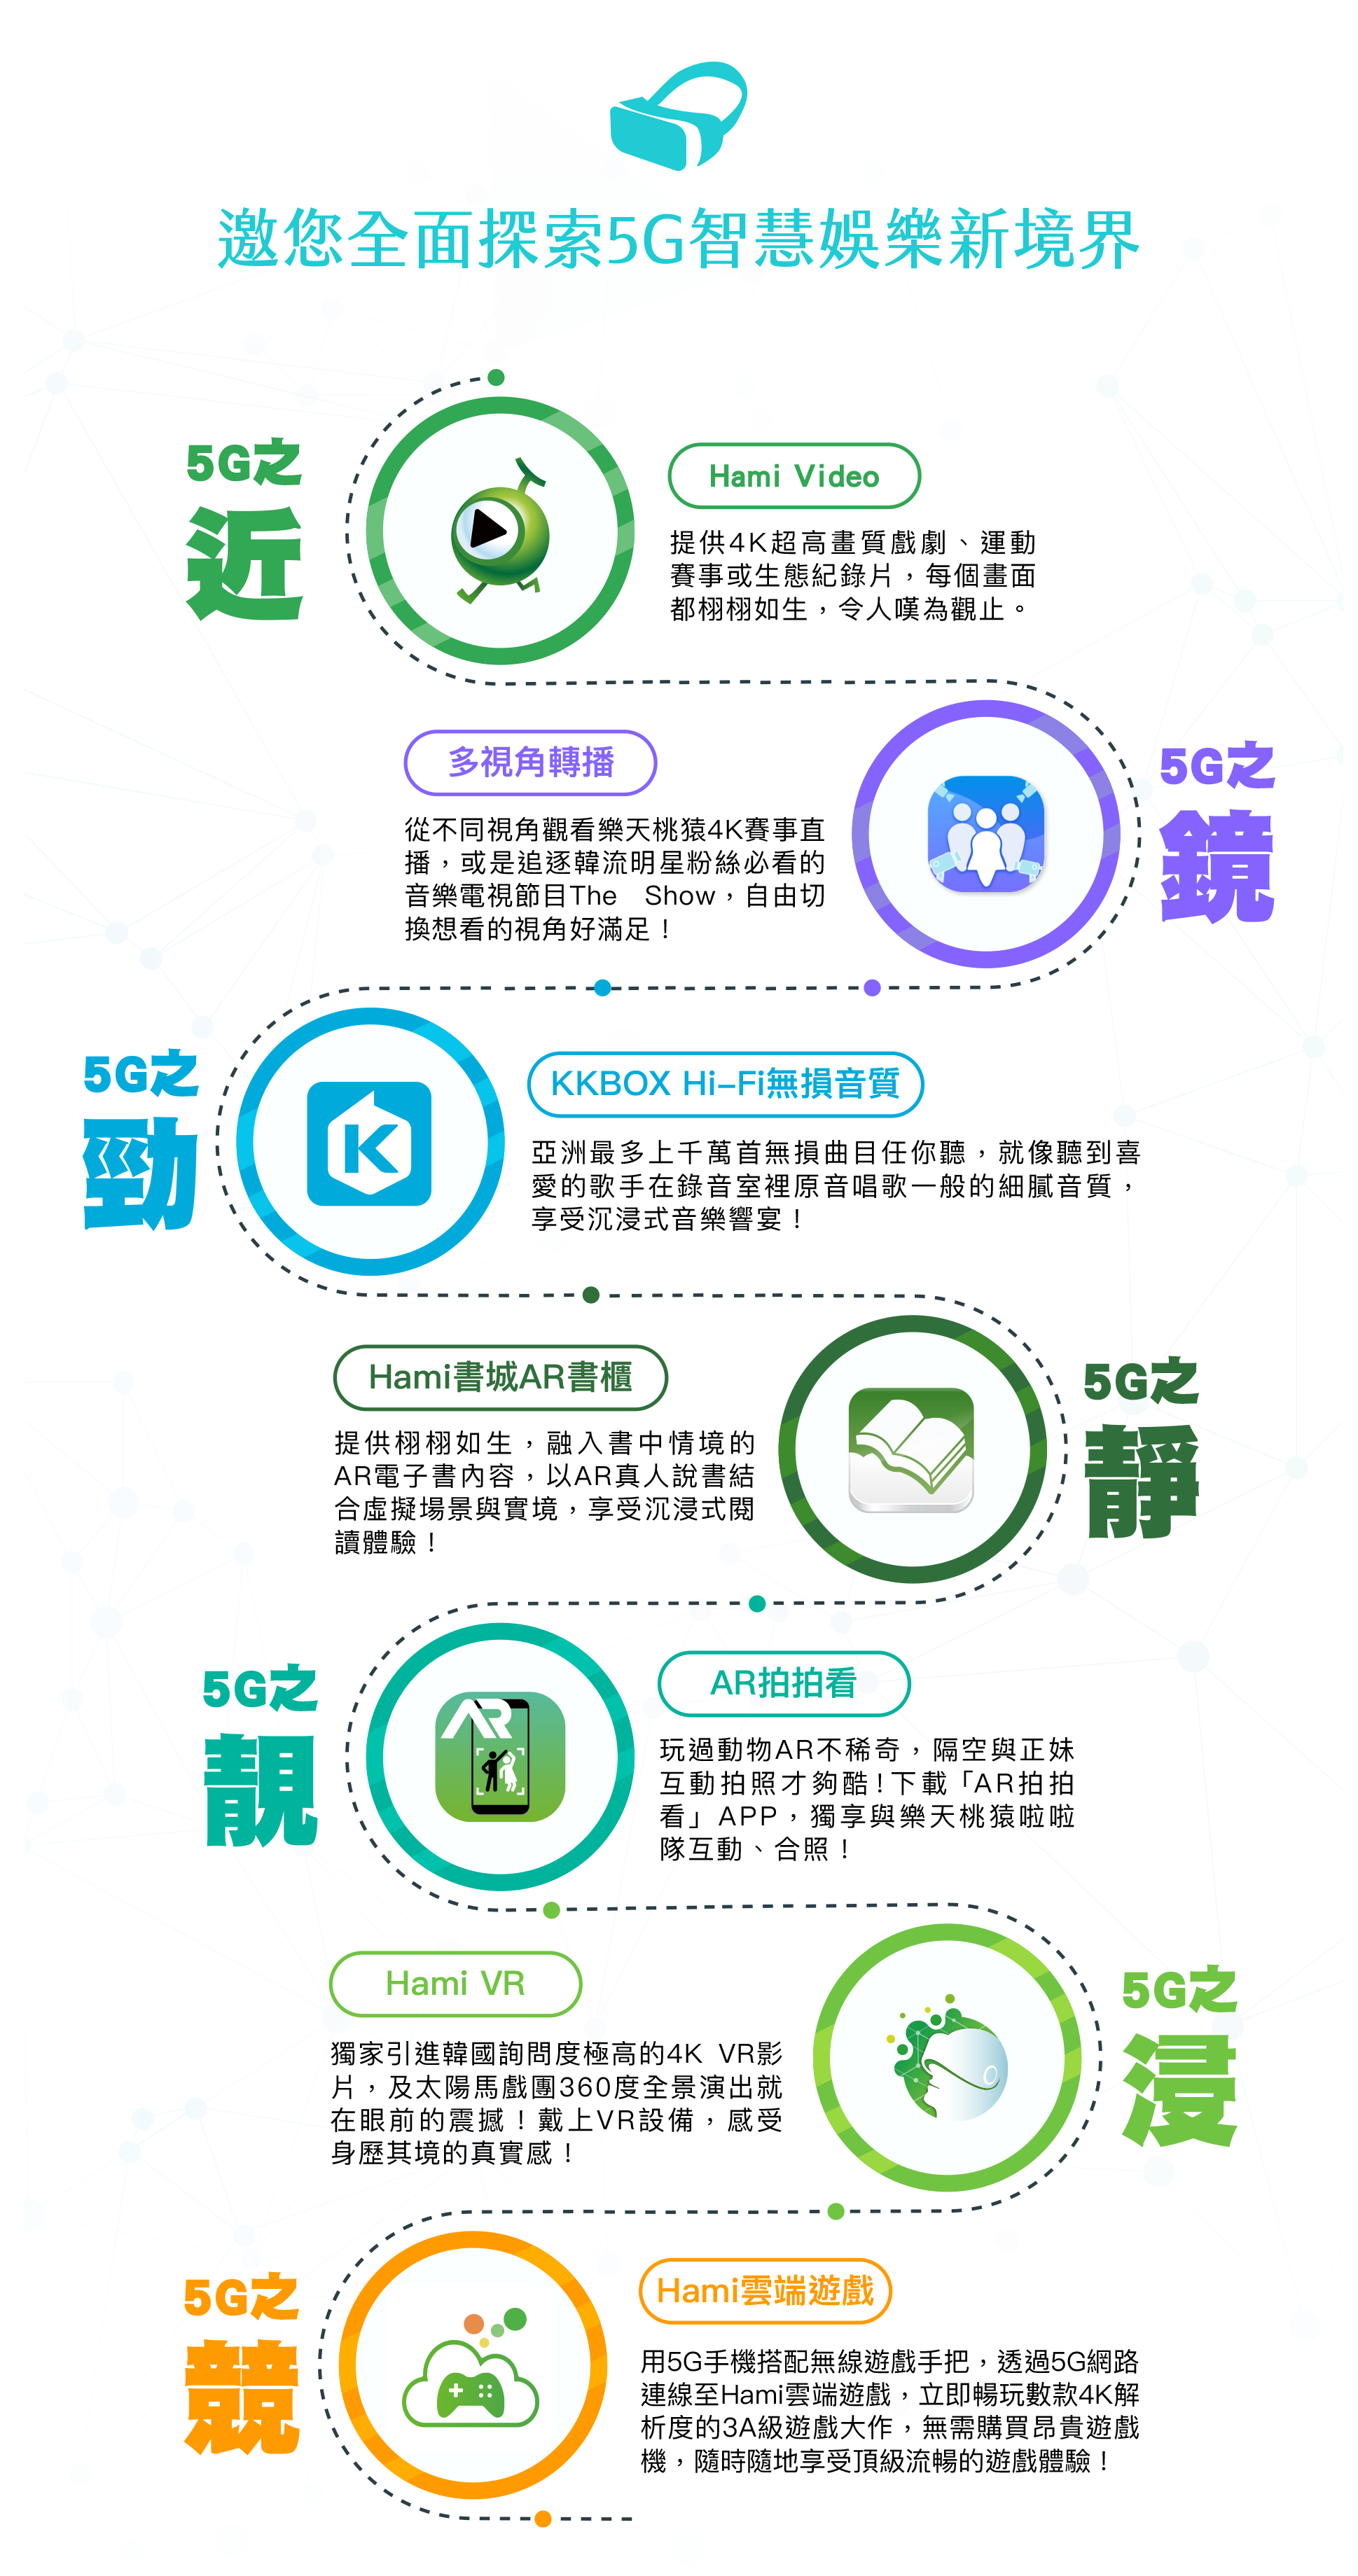 邀您全面探索5G智慧娛樂新境界
5G之
近
Hami Video
提供4K超高畫質戲劇、運動
賽事或生態紀錄片，每個畫面
都栩栩如生，令人嘆為觀止。
多視角轉播
從不同視角觀看樂天桃猿4K賽事直
播，或是追逐韓流明星粉絲必看的
音樂電視節目The Show，自由切
換想看的視角好滿足！
5G之
鏡
5G之
勁
K
KKBOX Hi-Fi無損音質
亞洲最多上千萬首無損曲目任你聽，就像聽到喜
愛的歌手在錄音室裡原音唱歌一般的細膩音質，
享受沉浸式音樂響宴！
Hami書城AR書櫃
提供栩栩如生，融入書中情境的
AR電子書內容，以AR真人說書結
合虛擬場景與實境，享受沉浸式閱
讀體驗！
5G之
靜
5G之
靚
AR
AR拍拍看
玩過動物AR不稀奇，隔空與正妹
互動拍照才夠酷！下載「AR拍拍
看」APP，獨享與樂天桃猿啦啦
隊互動、合照！
Hami VR
獨家引進韓國詢問度極高的4K VR影
片，及太陽馬戲團360度全景演出就
在眼前的震撼！戴上VR設備，感受
身歷其境的真實感！
5G之
浸
5G之
競
Hami雲端遊戲
用5G手機搭配無線遊戲手把，透過5G網路
連線至Hami雲端遊戲，立即暢玩數款4K解
析度的3A級遊戲大作，無需購買昂貴遊戲
機，隨時隨地享受頂級流暢的遊戲體驗！